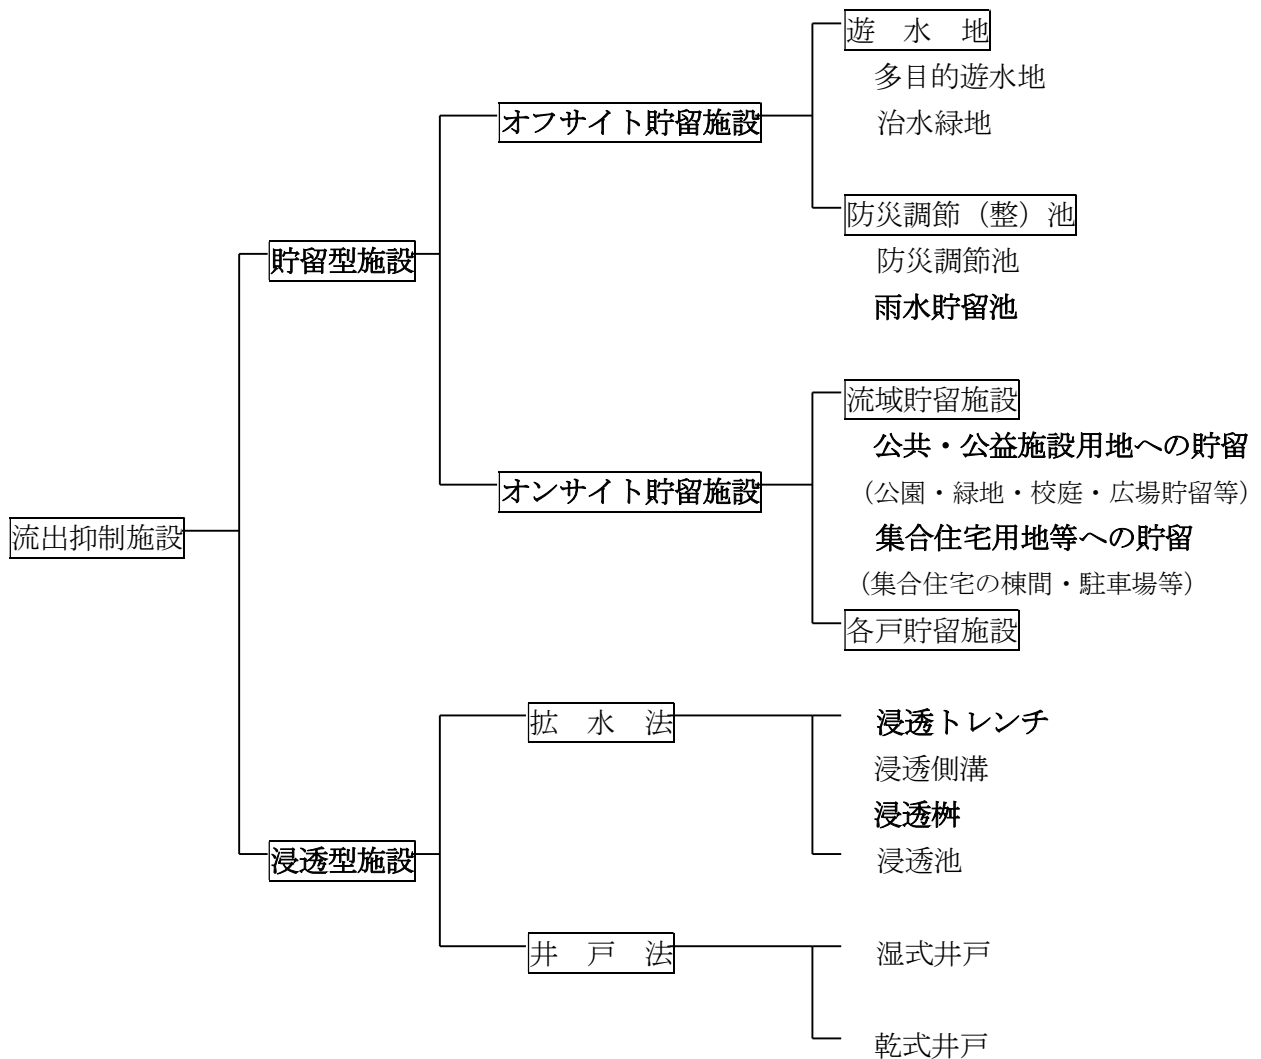 遊　水　地
多目的遊水地
オフサイト貯留施設
治水緑地
防災調節（整）池
貯留型施設
防災調節池
雨水貯留池
流域貯留施設
公共・公益施設用地への貯留
オンサイト貯留施設
（公園・緑地・校庭・広場貯留等）
流出抑制施設
集合住宅用地等への貯留
（集合住宅の棟間・駐車場等）
各戸貯留施設
拡　水　法
浸透トレンチ
浸透側溝
浸透桝
浸透型施設
浸透池
井　戸　法
湿式井戸
乾式井戸